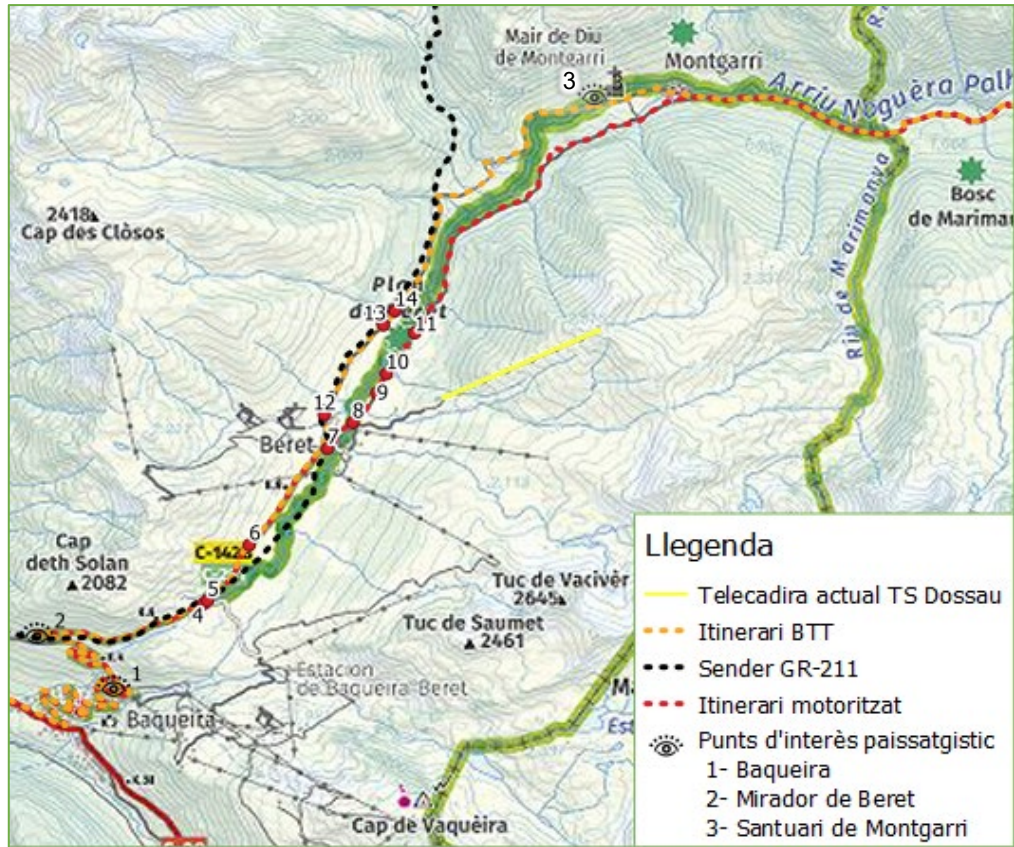 Mair de Diu
de Montgarri
Montgarri
3
Arriu Noguèra Palh
Riu de Marimanya
Bosc
de Marimar
2418
Cap des Clòsos
14
13
11
10
9
12
8
Beret
7
6
C-142
Cap
deth Solan
2082
5
4
2
1
Tuc de Vacivèr
2645
Tuc de Saumet
2461
Estacion
de Baqueira-Beret
Baqueira
Cap de Vaquèira
Llegenda
Telecadira actual TS Dossau
Itinerari BTT
Sender GR-211
Itinerari motoritzat
Punts d'interès paissatgistic
1- Baqueira
2- Mirador de Beret
3- Santuari de Montgarri